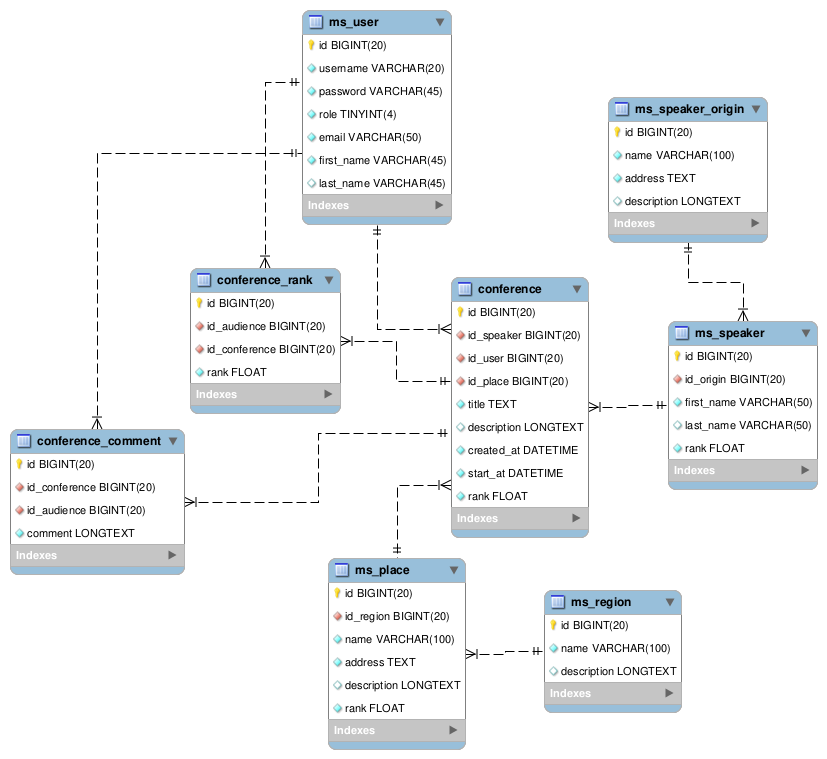 ms_user
id BIGINT(20)
username VARCHAR(20)
password VARCHAR(45)
role TINYINT(4)
email VARCHAR(50)
first_name VARCHAR(45)
last_name VARCHAR(45)
Indexes
ms_speaker_origin
id BIGINT(20)
name VARCHAR(100)
address TEXT
description LONGTEXT
Indexes
conference_rank
id BIGINT(20)
id_audience BIGINT(20)
id_conference BIGINT(20)
rank FLOAT
Indexes
conference
id BIGINT(20)
id_speaker BIGINT(20)
id_user BIGINT(20)
id_place BIGINT(20)
title TEXT
description LONGTEXT
created_at DATETIME
start_at DATETIME
rank FLOAT
Indexes
ms_speaker
id BIGINT(20)
id_origin BIGINT(20)
first_name VARCHAR(50)
last_name VARCHAR(50)
rank FLOAT
Indexes
conference_comment
id BIGINT(20)
id_conference BIGINT(20)
id_audience BIGINT(20)
comment LONGTEXT
Indexes
ms_place
id BIGINT(20)
id_region BIGINT(20)
name VARCHAR(100)
address TEXT
description LONGTEXT
rank FLOAT
Indexes
ms_region
id BIGINT(20)
name VARCHAR(100)
description LONGTEXT
Indexes